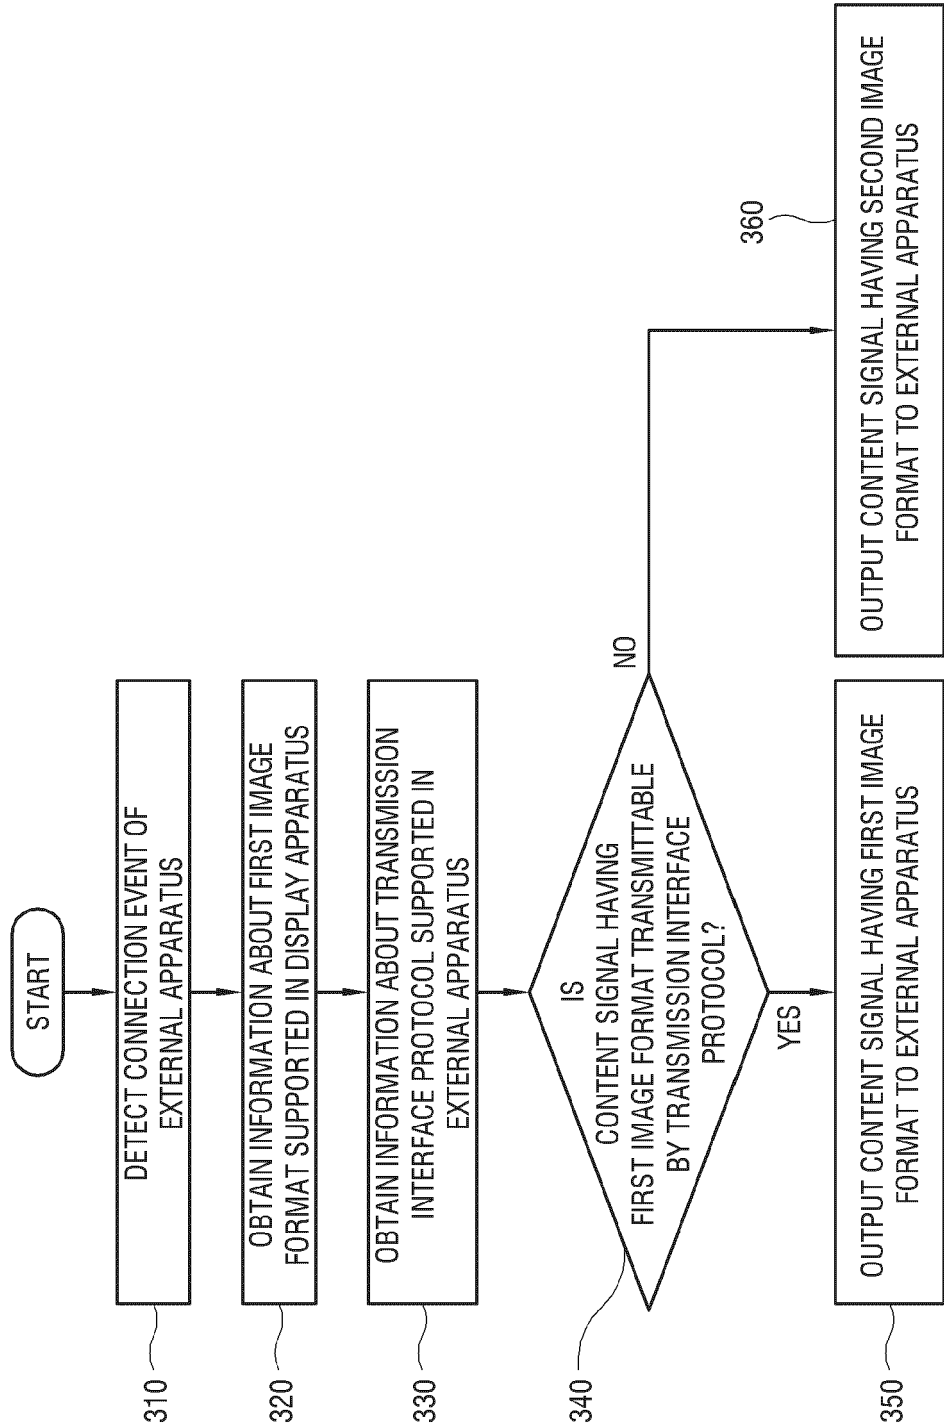 START
310
DETECT CONNECTION EVENT OF
EXTERNAL APPARATUS
320
OBTAIN INFORMATION ABOUT FIRST IMAGE
FORMAT SUPPORTED IN DISPLAY APPARATUS
330
OBTAIN INFORMATION ABOUT TRANSMISSION
INTERFACE PROTOCOL SUPPORTED IN
EXTERNAL APPARATUS
340
IS
CONTENT SIGNAL HAVING
FIRST IMAGE FORMAT TRANSMITTABLE
BY TRANSMISSION INTERFACE
PROTOCOL?
NO
YES
350
OUTPUT CONTENT SIGNAL HAVING FIRST IMAGE
FORMAT TO EXTERNAL APPARATUS
360
OUTPUT CONTENT SIGNAL HAVING SECOND IMAGE
FORMAT TO EXTERNAL APPARATUS